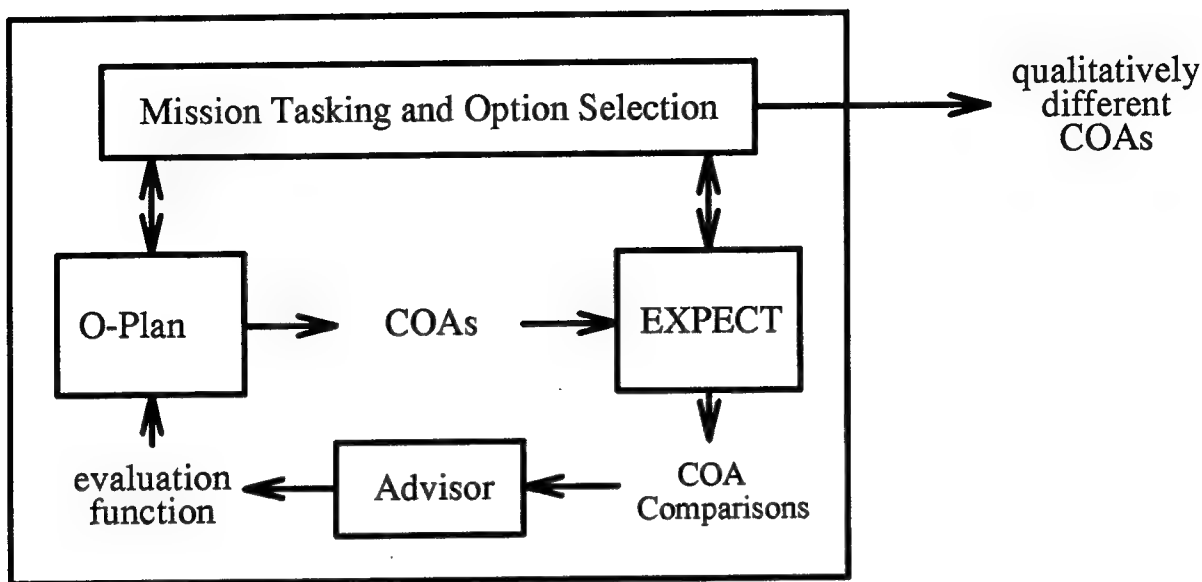 Mission Tasking and Option Selection
qualitatively
different
COAs
O-Plan
COAs
EXPECT
evaluation
function
Advisor
COA
Comparisons